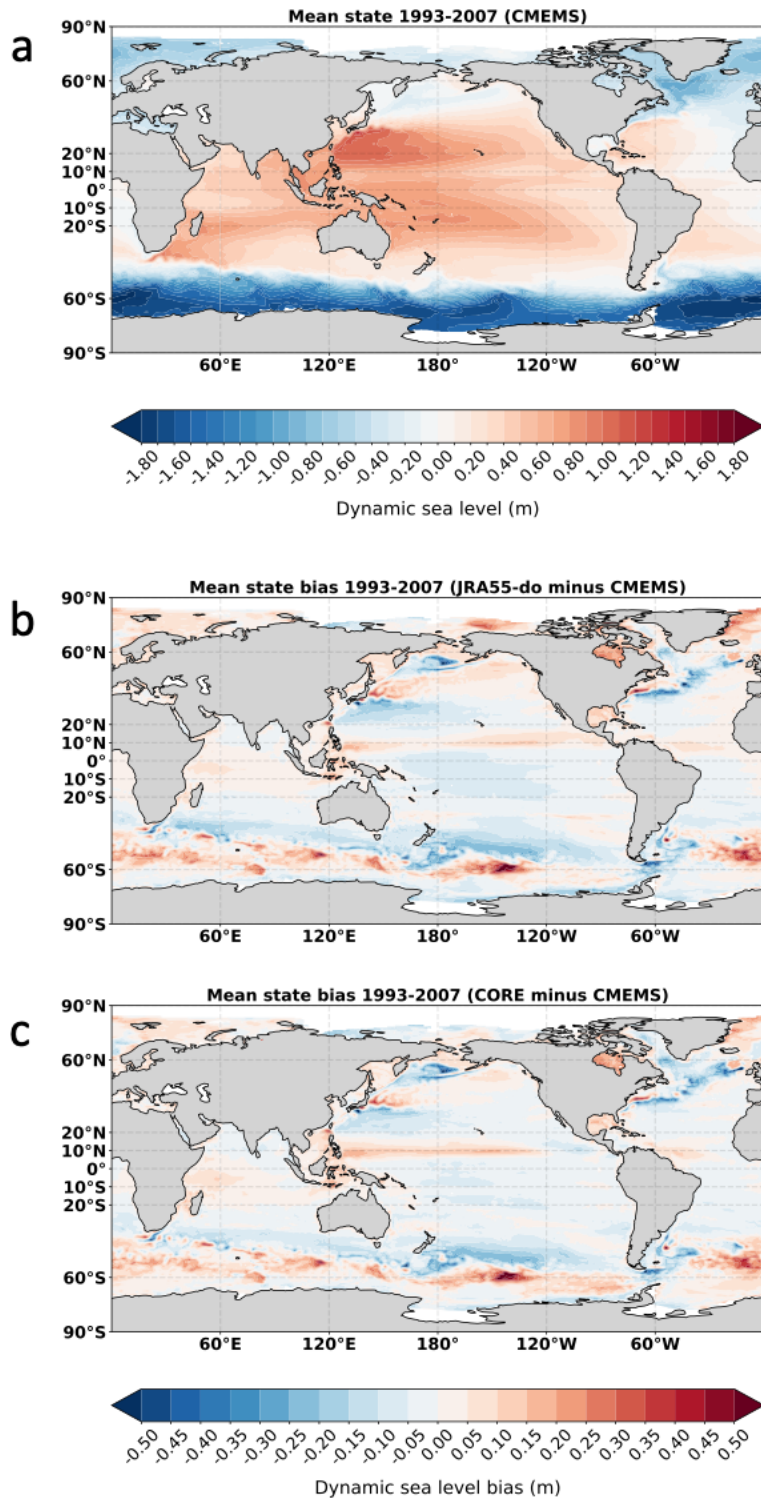 a
Mean state 1993-2007 (CMEMS)
90°N
60°N
20°N
10°N
0°
10°S
20°S
60°S
90°S
60°E 120°E 180° 120°W 60°W
-1.80 -1.60 -1.40 -1.20 -1.00 -0.80 -0.60 -0.40 -0.20 0.00 0.20 0.40 0.60 0.80 1.00 1.20 1.40 1.60 1.80
Dynamic sea level (m)
b
Mean state bias 1993-2007 (JRA55-do minus CMEMS)
90°N
60°N
20°N
10°N
0°
10°S
20°S
60°S
90°S
60°E 120°E 180° 120°W 60°W
c
Mean state bias 1993-2007 (CORE minus CMEMS)
90°N
60°N
20°N
10°N
0°
10°S
20°S
60°S
90°S
60°E 120°E 180° 120°W 60°W
-0.50 -0.45 -0.40 -0.35 -0.30 -0.25 -0.20 -0.15 -0.10 -0.05 0.00 0.05 0.10 0.15 0.20 0.25 0.30 0.35 0.40 0.45 0.50
Dynamic sea level bias (m)